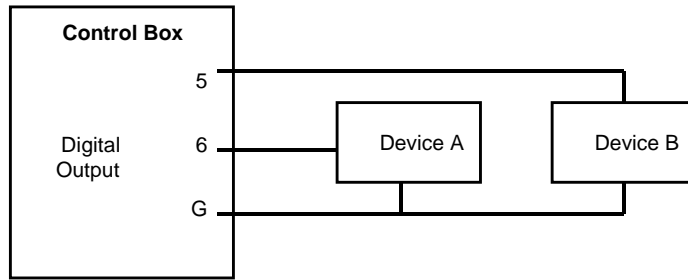 Control Box
5
Device A
Device B
Digital
Output
6
G